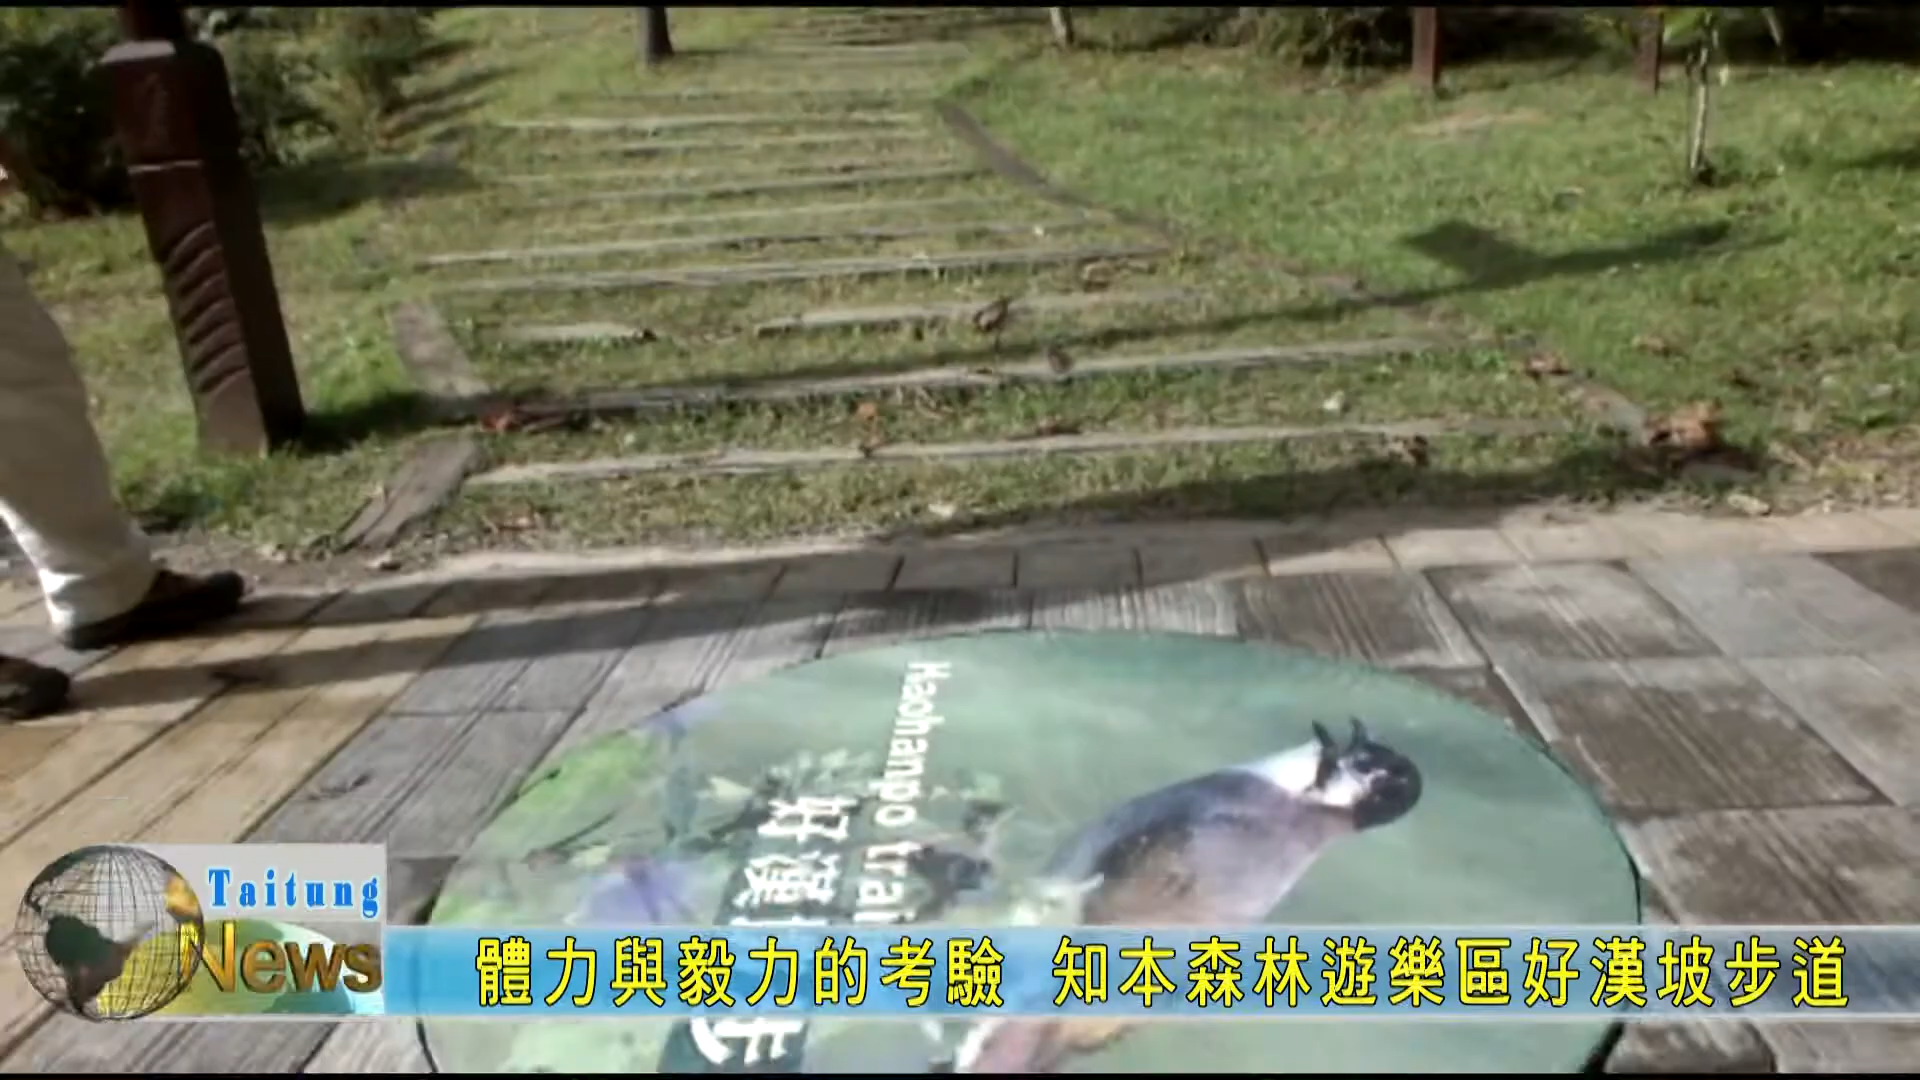 Haohanpo trai
好漢
Taitung
News
體力與毅力的考驗 知本森林遊樂區好漢坡步道